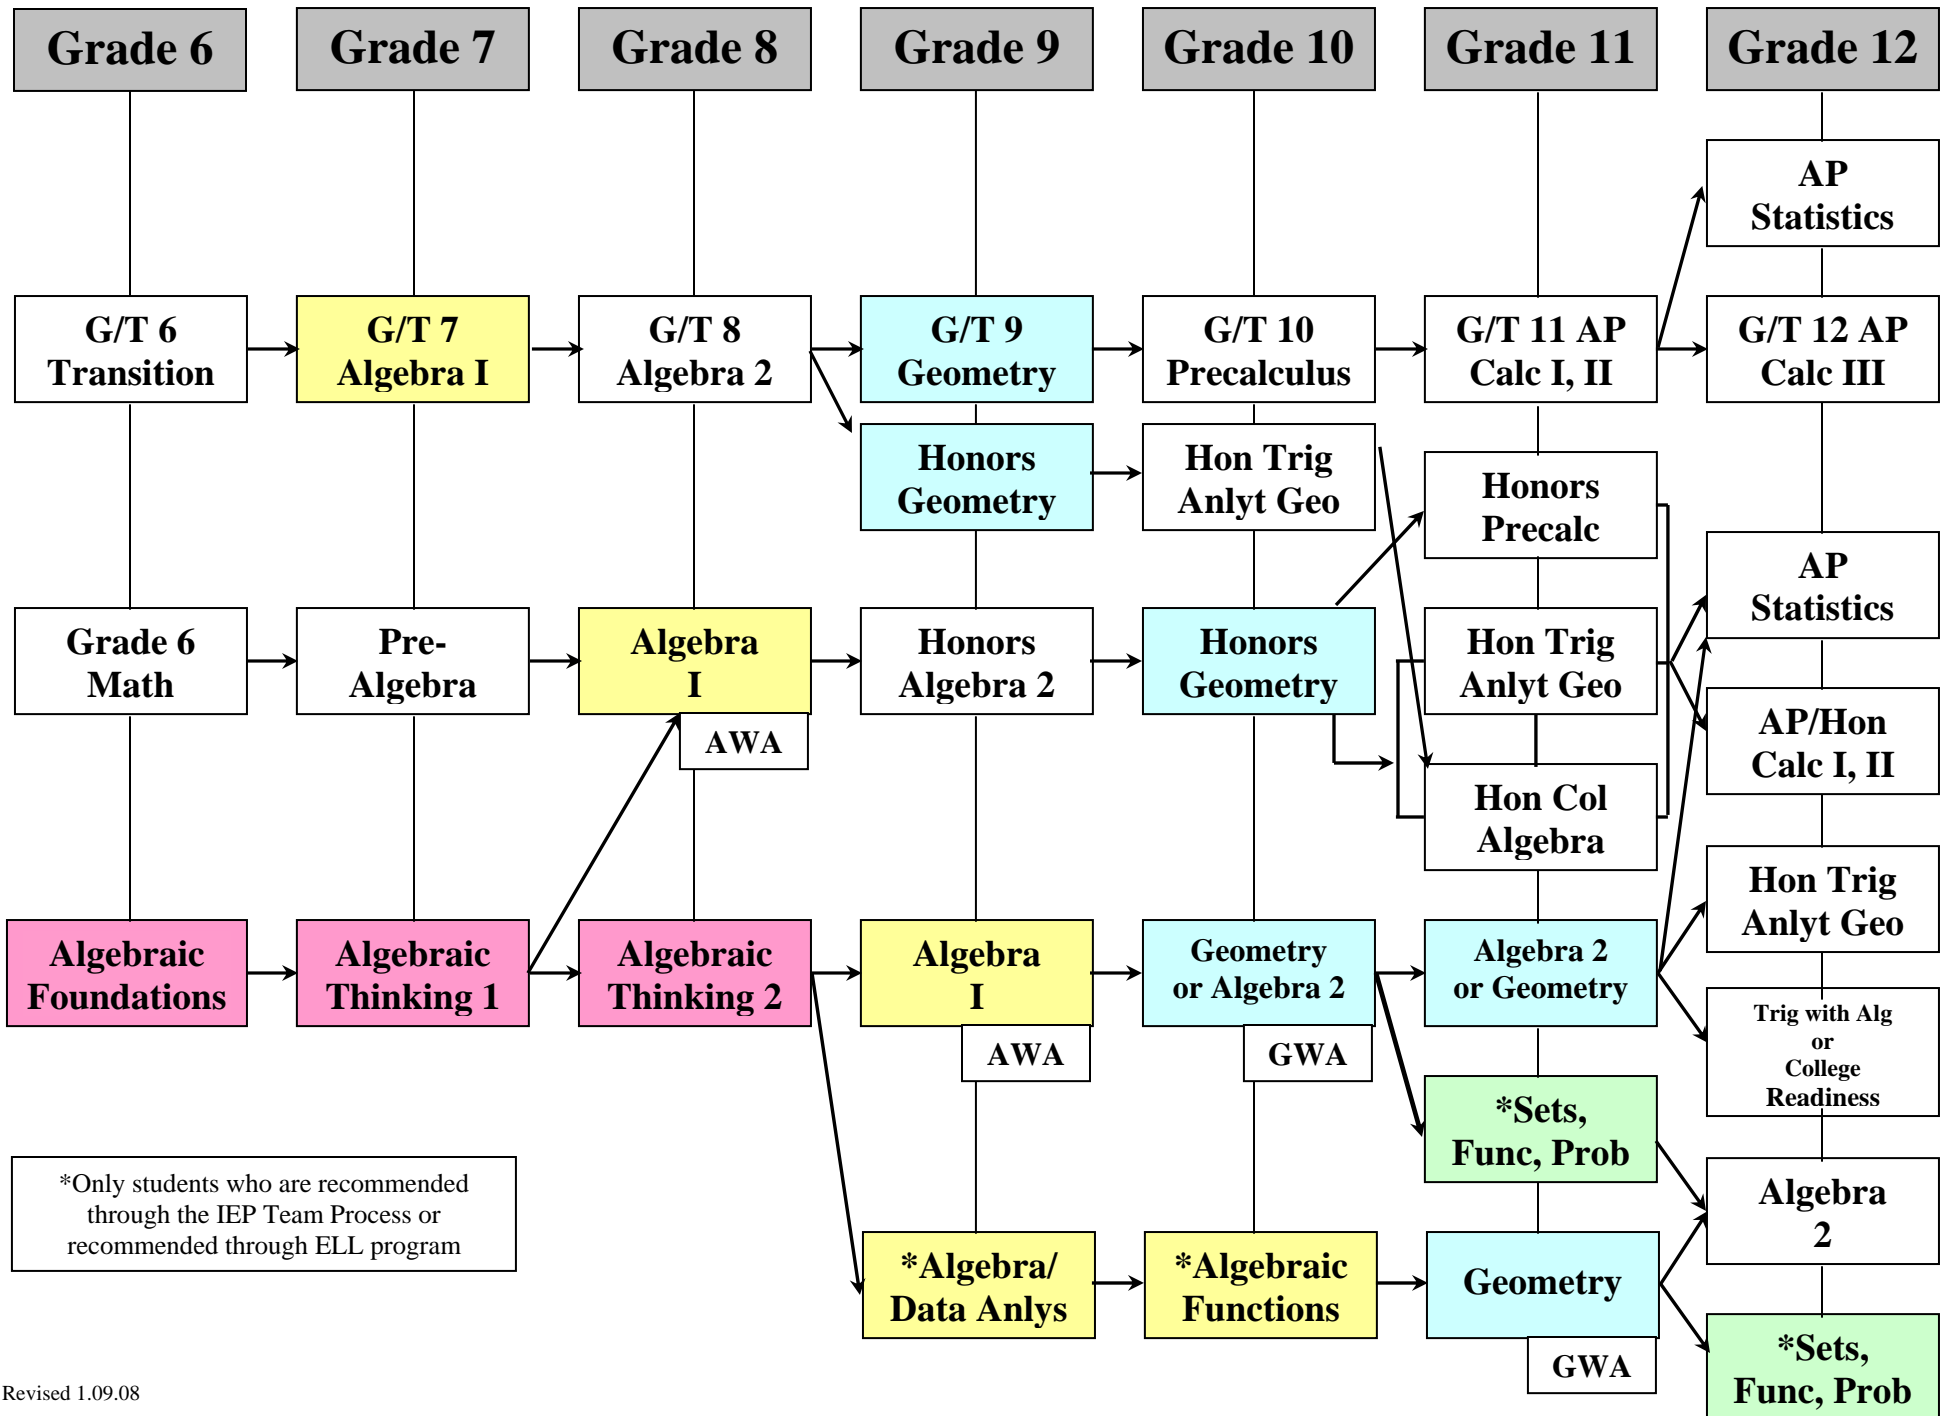 Grade 6
Grade 7
Grade 8
Grade 9
Grade 10
Grade 11
Grade 12
AP
Statistics
G/T 6
Transition
G/T 7
Algebra I
G/T 8
Algebra 2
G/T 9
Geometry
G/T 10
Precalculus
G/T 11 AP
Calc I, II
G/T 12 AP
Calc III
Honors
Geometry
Hon Trig
Anlyt Geo
Honors
Precalc
AP
Statistics
Grade 6
Math
Pre-
Algebra
Algebra
I
AWA
Honors
Algebra 2
Honors
Geometry
Hon Trig
Anlyt Geo
AP/Hon
Calc I, II
Hon Col
Algebra
Hon Trig
Anlyt Geo
Algebraic
Foundations
Algebraic
Thinking 1
Algebraic
Thinking 2
Algebra
I
AWA
Geometry
or Algebra 2
GWA
Algebra 2
or Geometry
Trig with Alg
or
College
Readiness
*Sets,
Func, Prob
Algebra
2
*Only students who are recommended
through the IEP Team Process or
recommended through ELL program
*Algebra/
Data Anlys
*Algebraic
Functions
Geometry
GWA
*Sets,
Func, Prob
Revised 1.09.08